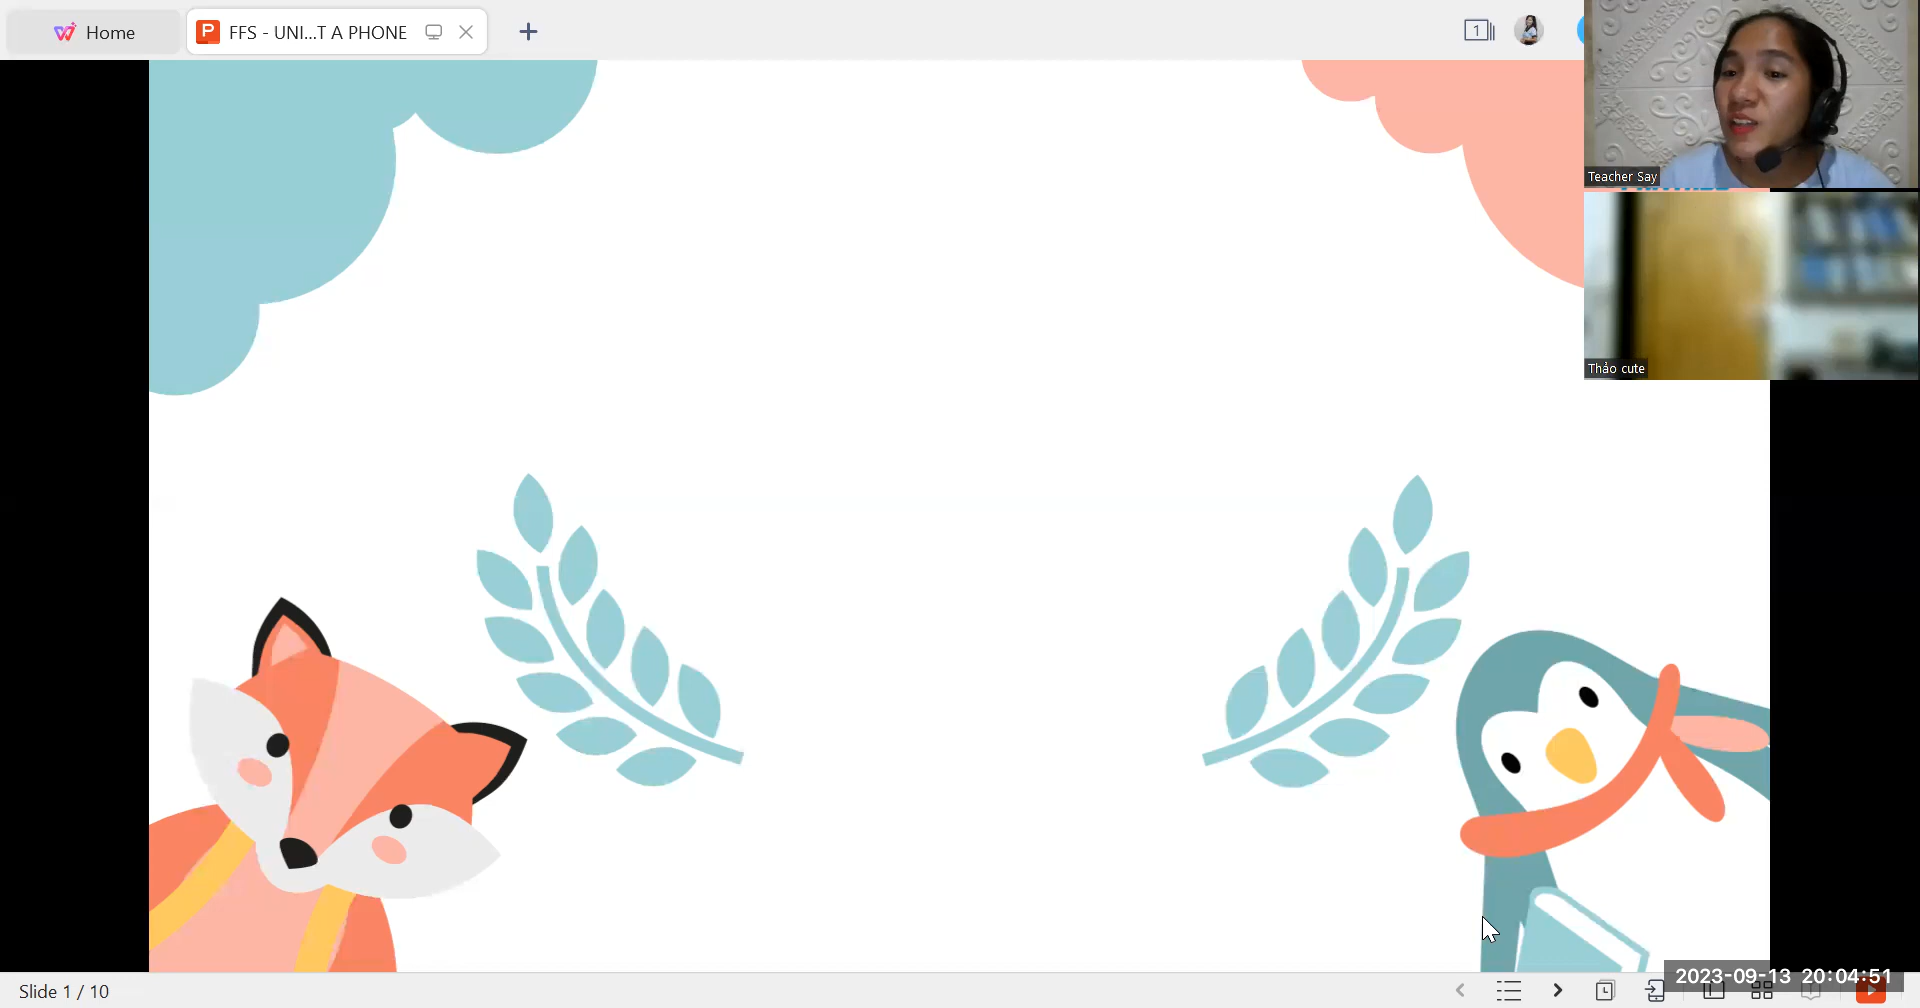 Home
FFS - UNI...T A PHONE
1
Teacher Say
Thảo cute
Slide 1 / 10
2023-09-13 20:04:51